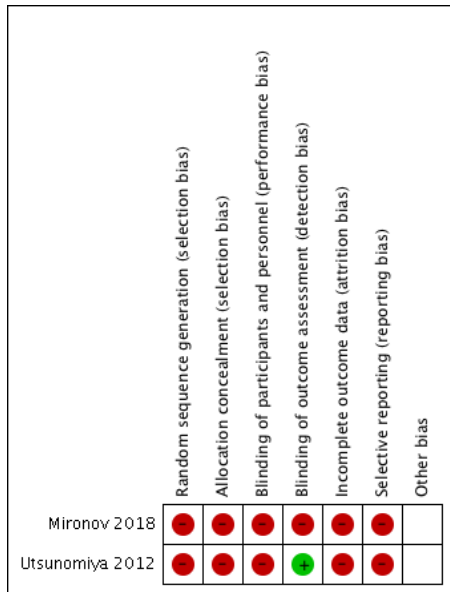 Random sequence generation (selection bias)
Allocation concealment (selection bias)
Blinding of participants and personnel (performance bias)
Blinding of outcome assessment (detection bias)
Incomplete outcome data (attrition bias)
Selective reporting (reporting bias)
Other bias
Mironov 2018 - - - - - -
Utsunomiya 2012 - - - + - -